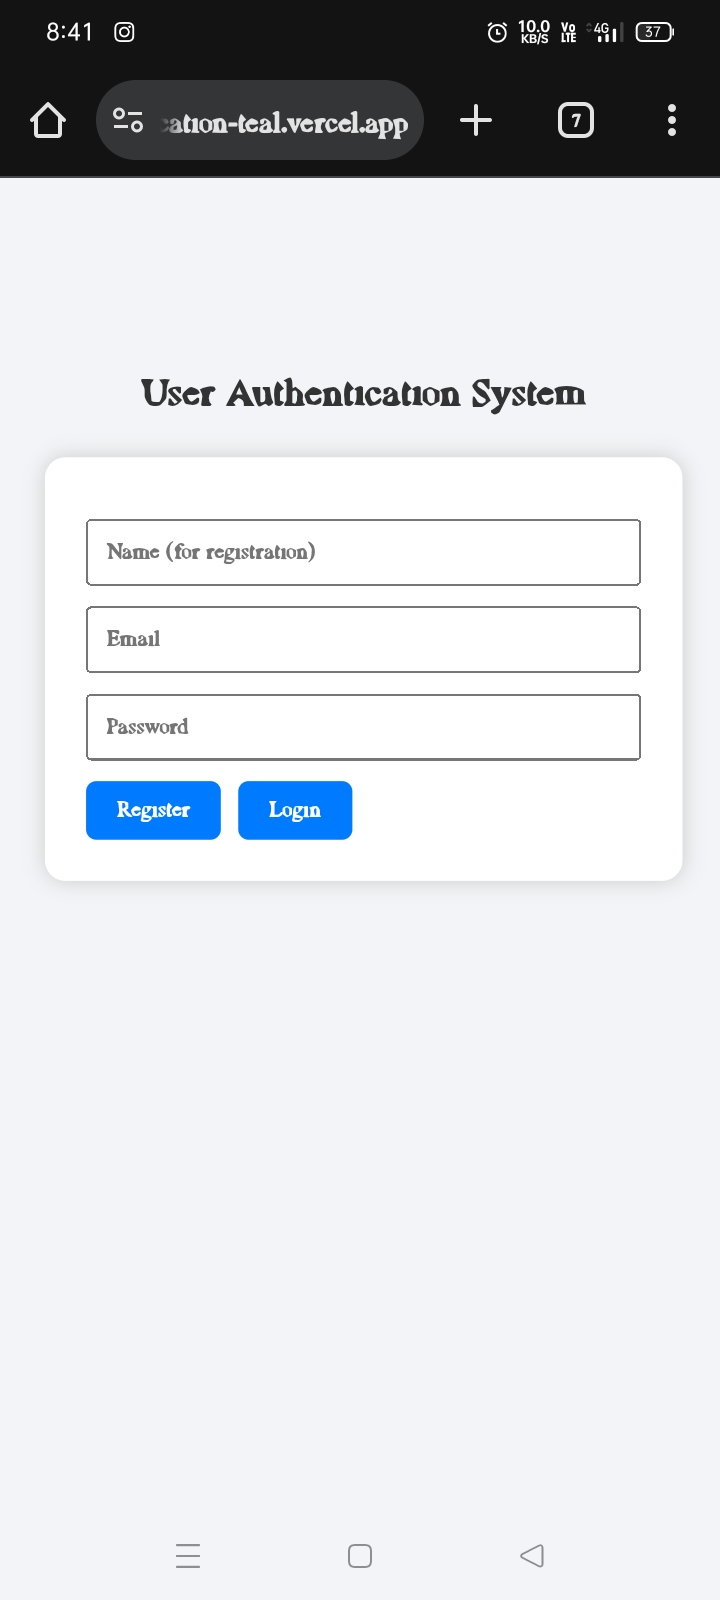 8:41 10.0 KB/S Vo LTE 4G 37
ation-teal.vercel.app 7
User Authentication System
Name (for registration)
Email
Password
Register Login